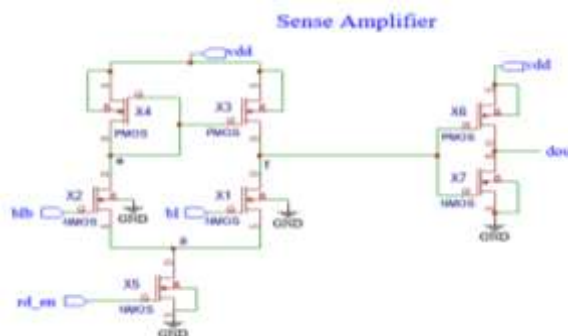 Sense Amplifier
vdd
vdd
X4
X3
X6
PMOS
PMOS
PMOS
dou
e
f
X7
X2
X1
blb
bl
GND
GND
NMOS
NMOS
NMOS
GND
a
X5
rd_en
NMOS
GND